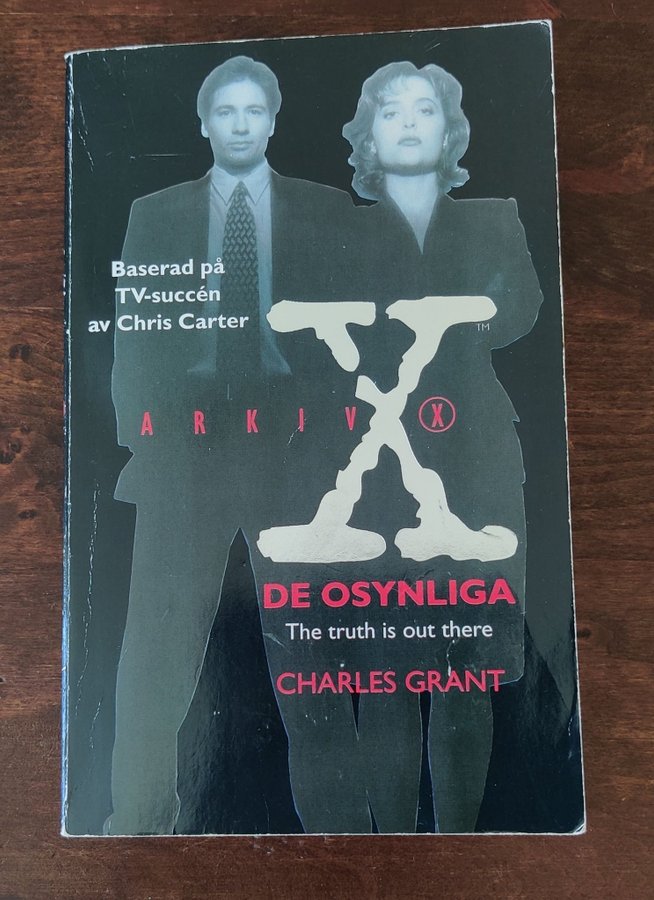 Baserad på
TV-succén
av Chris Carter
X
TM
ARKIV X
DE OSYNLIGA
The truth is out there
CHARLES GRANT